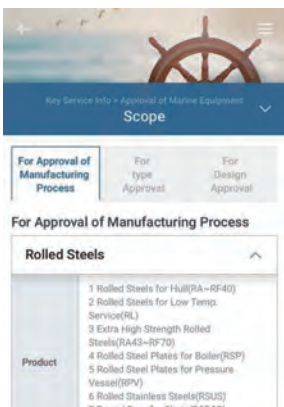 Key Service Info > Approval of Marine Equipment
Scope
For Approval of
Manufacturing
Process
For
type
Approval
For
Design
Approval
For Approval of Manufacturing Process
Rolled Steels
Product
1 Rolled Steels for Hull(RA~RF40)
2 Rolled Steels for Low Temp.
Service(RL)
3 Extra High Strength Rolled
Steels(RA43~RF70)
4 Rolled Steel Plates for Boiler(RSP)
5 Rolled Steel Plates for Pressure
Vessel(RPV)
6 Rolled Stainless Steels(RSUS)